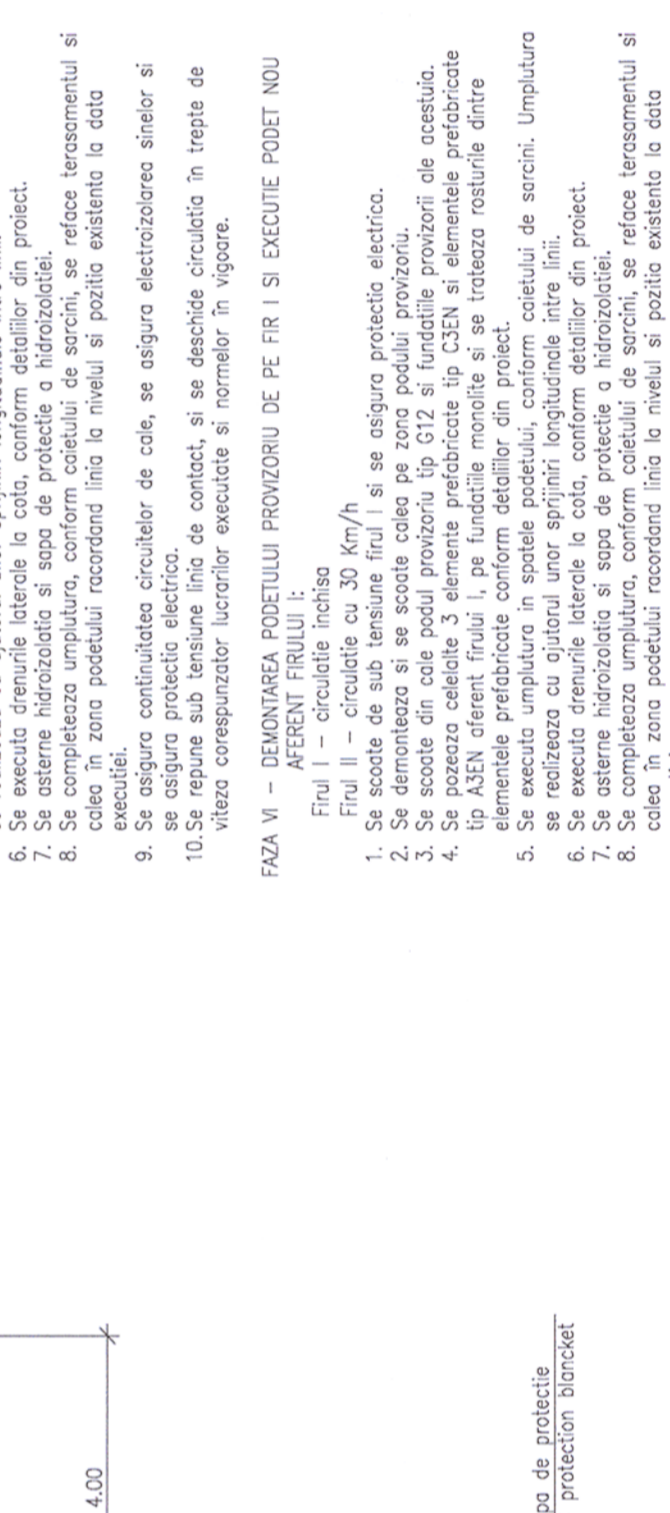 6. Se executa drenurile laterale la cota, conform detaliilor din proiect.
7. Se asterne hidroizolatia si sapa de protectie a hidroizolatiei.
8. Se completeaza umplutura, conform caietului de sarcini, se reface terasamentul si
calea în zona podetului racordand linia la nivelul si pozitia existenta la data
executiei.
9. Se asigura continuitatea circuitelor de cale, se asigura electroizolarea sinelor si
se asigura protectia electrica.
10. Se repune sub tensiune linia de contact, si se deschide circulatia în trepte de
viteza corespunzator lucrarilor executate si normelor în vigoare.
FAZA VI – DEMONTAREA PODETULUI PROVIZORIU DE PE FIR I SI EXECUTIE PODET NOU
AFERENT FIRULUI I:
Firul I – circulatie inchisa
Firul II – circulatie cu 30 Km/h
1. Se scoate de sub tensiune firul I si se asigura protectia electrica.
2. Se demonteaza si se scoate calea pe zona podului provizoriu.
3. Se scoate din cale podul provizoriu tip G12 si fundatiile provizorii ale acestuia.
4. Se pozeaza celelalte 3 elemente prefabricate tip C3EN si elementele prefabricate
tip A3EN aferent firului I, pe fundatiile monolite si se trateaza rosturile dintre
elementele prefabricate conform detaliilor din proiect.
5. Se executa umplutura in spatele podetului, conform caietului de sarcini. Umplutura
se realizeaza cu ajutorul unor sprijiniri longitudinale intre linii.
6. Se executa drenurile laterale la cota, conform detaliilor din proiect.
7. Se asterne hidroizolatia si sapa de protectie a hidroizolatiei.
8. Se completeaza umplutura, conform caietului de sarcini, se reface terasamentul si
calea în zona podetului racordand linia la nivelul si pozitia existenta la data
4.00
pa de protectie
protection blancket